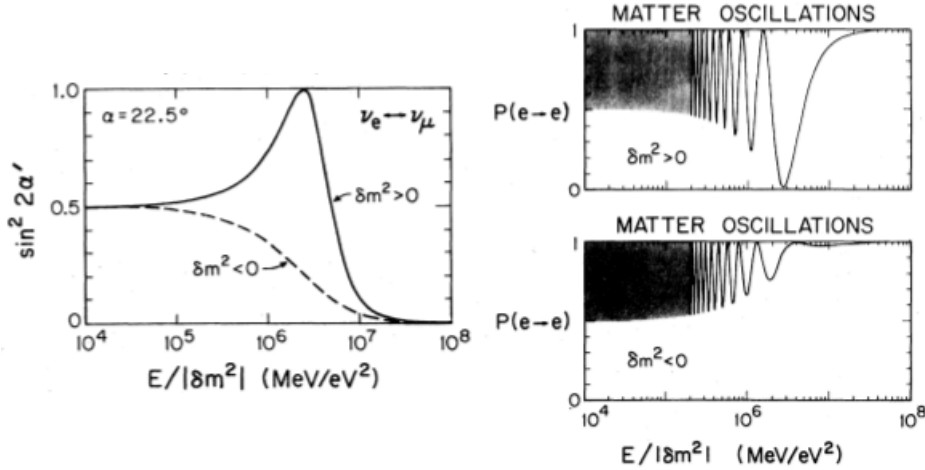 1.0
α = 22.5°
νe ⟷ νμ
sin² 2α'
0.5
δm² > 0
δm² < 0
0
10⁴ 10⁵ 10⁶ 10⁷ 10⁸
E/|δm²| (MeV/eV²)
MATTER OSCILLATIONS
1
P(e→e)
δm² > 0
0
MATTER OSCILLATIONS
1
P(e→e)
δm² < 0
0
10⁴ 10⁶ 10⁸
E/|δm²| (MeV/eV²)